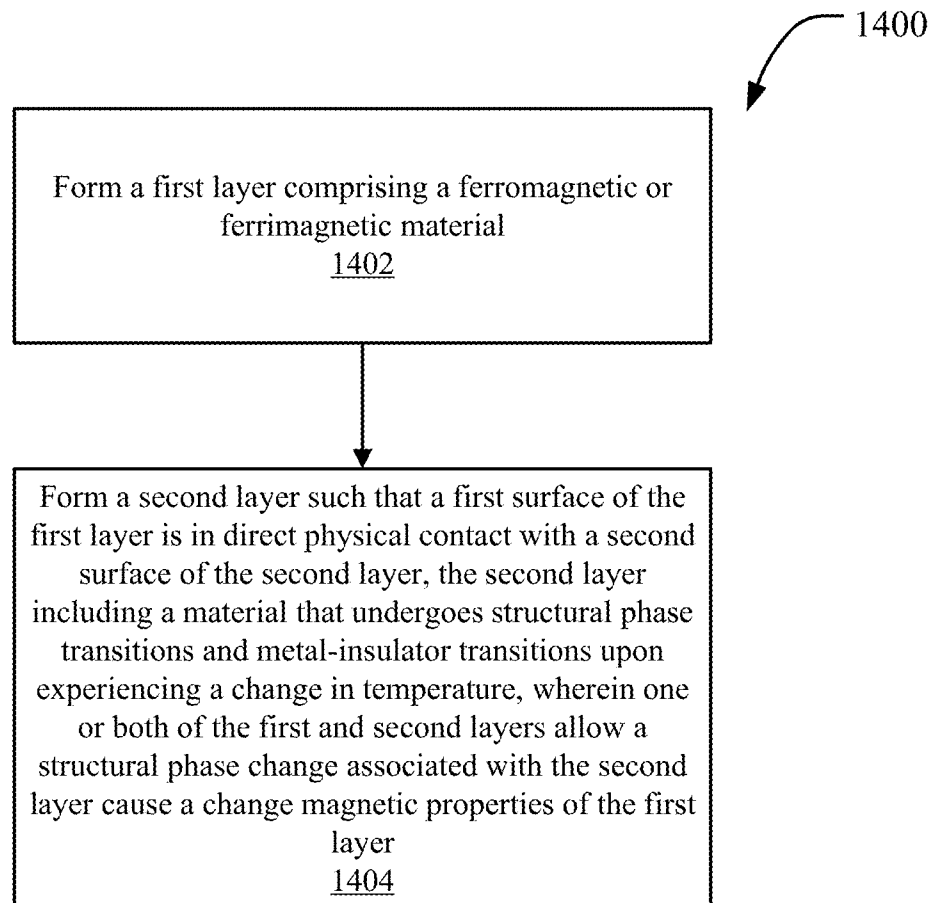 1400
Form a first layer comprising a ferromagnetic or
ferrimagnetic material
1402
Form a second layer such that a first surface of the
first layer is in direct physical contact with a second
surface of the second layer, the second layer
including a material that undergoes structural phase
transitions and metal-insulator transitions upon
experiencing a change in temperature, wherein one
or both of the first and second layers allow a
structural phase change associated with the second
layer cause a change magnetic properties of the first
layer
1404